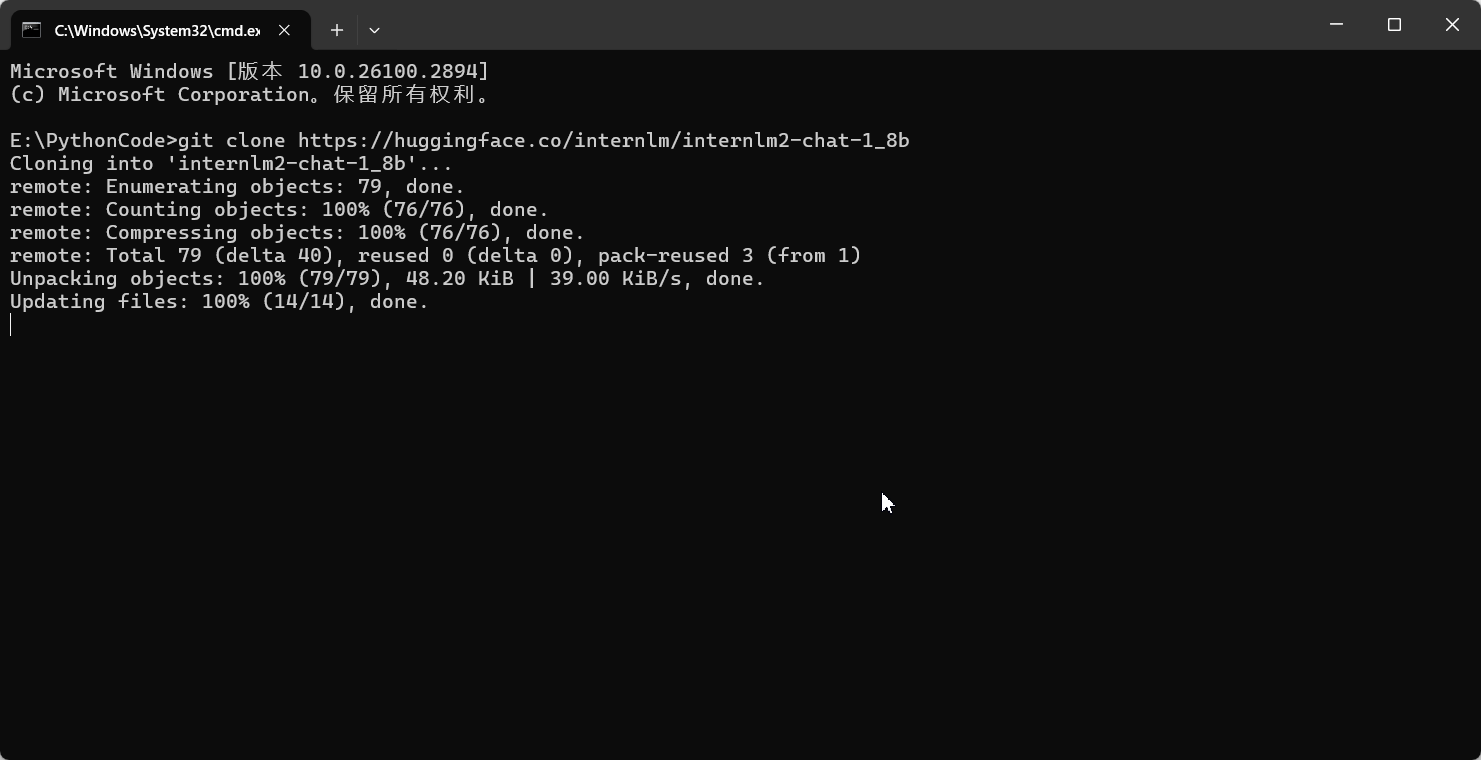 C:\Windows\System32\cmd.ex
Microsoft Windows [版本 10.0.26100.2894]
(c) Microsoft Corporation。保留所有权利。
E:\PythonCode>git clone https://huggingface.co/internlm/internlm2-chat-1_8b
Cloning into 'internlm2-chat-1_8b'...
remote: Enumerating objects: 79, done.
remote: Counting objects: 100% (76/76), done.
remote: Compressing objects: 100% (76/76), done.
remote: Total 79 (delta 40), reused 0 (delta 0), pack-reused 3 (from 1)
Unpacking objects: 100% (79/79), 48.20 KiB | 39.00 KiB/s, done.
Updating files: 100% (14/14), done.